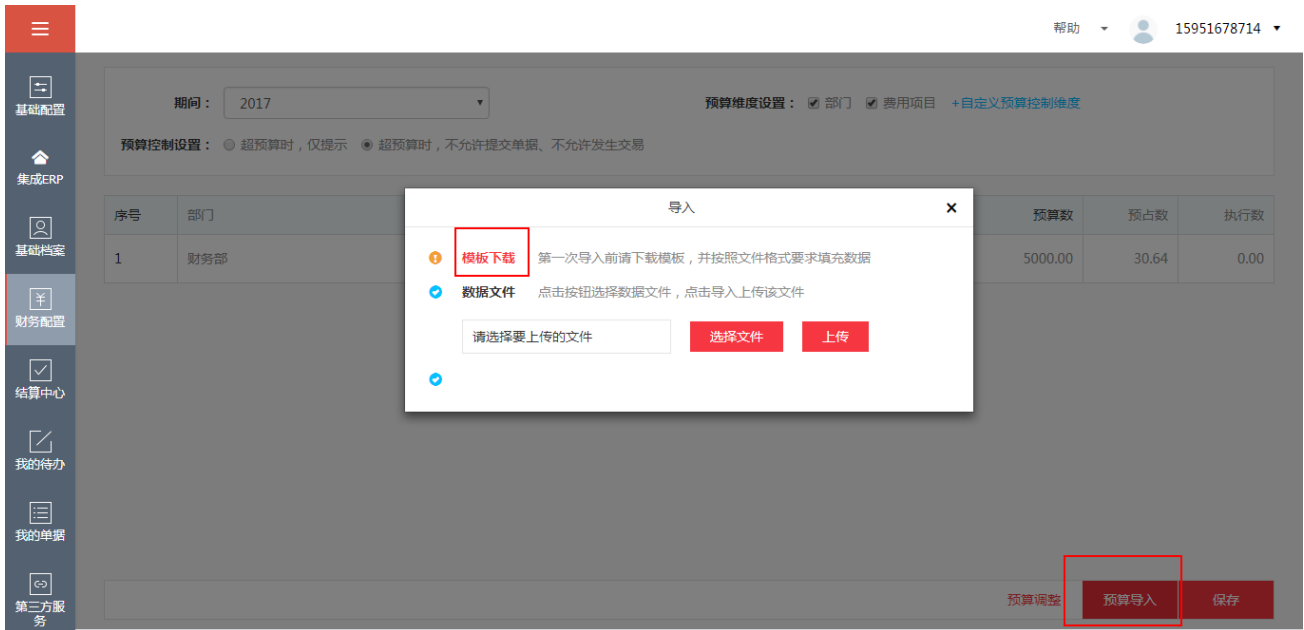 帮助 15951678714
基础配置
集成ERP
基础档案
财务配置
结算中心
我的待办
我的单据
第三方服
务
期间： 2017 预算维度设置： 部门 费用项目 +自定义预算控制维度
预算控制设置： 超预算时，仅提示 超预算时，不允许提交单据、不允许发生交易
序号 部门 预算数 预占数 执行数
1 财务部 5000.00 30.64 0.00
导入 ×
模板下载 第一次导入前请下载模板，并按照文件格式要求填充数据
数据文件 点击按钮选择数据文件，点击导入上传该文件
请选择要上传的文件 选择文件 上传
预算调整 预算导入 保存